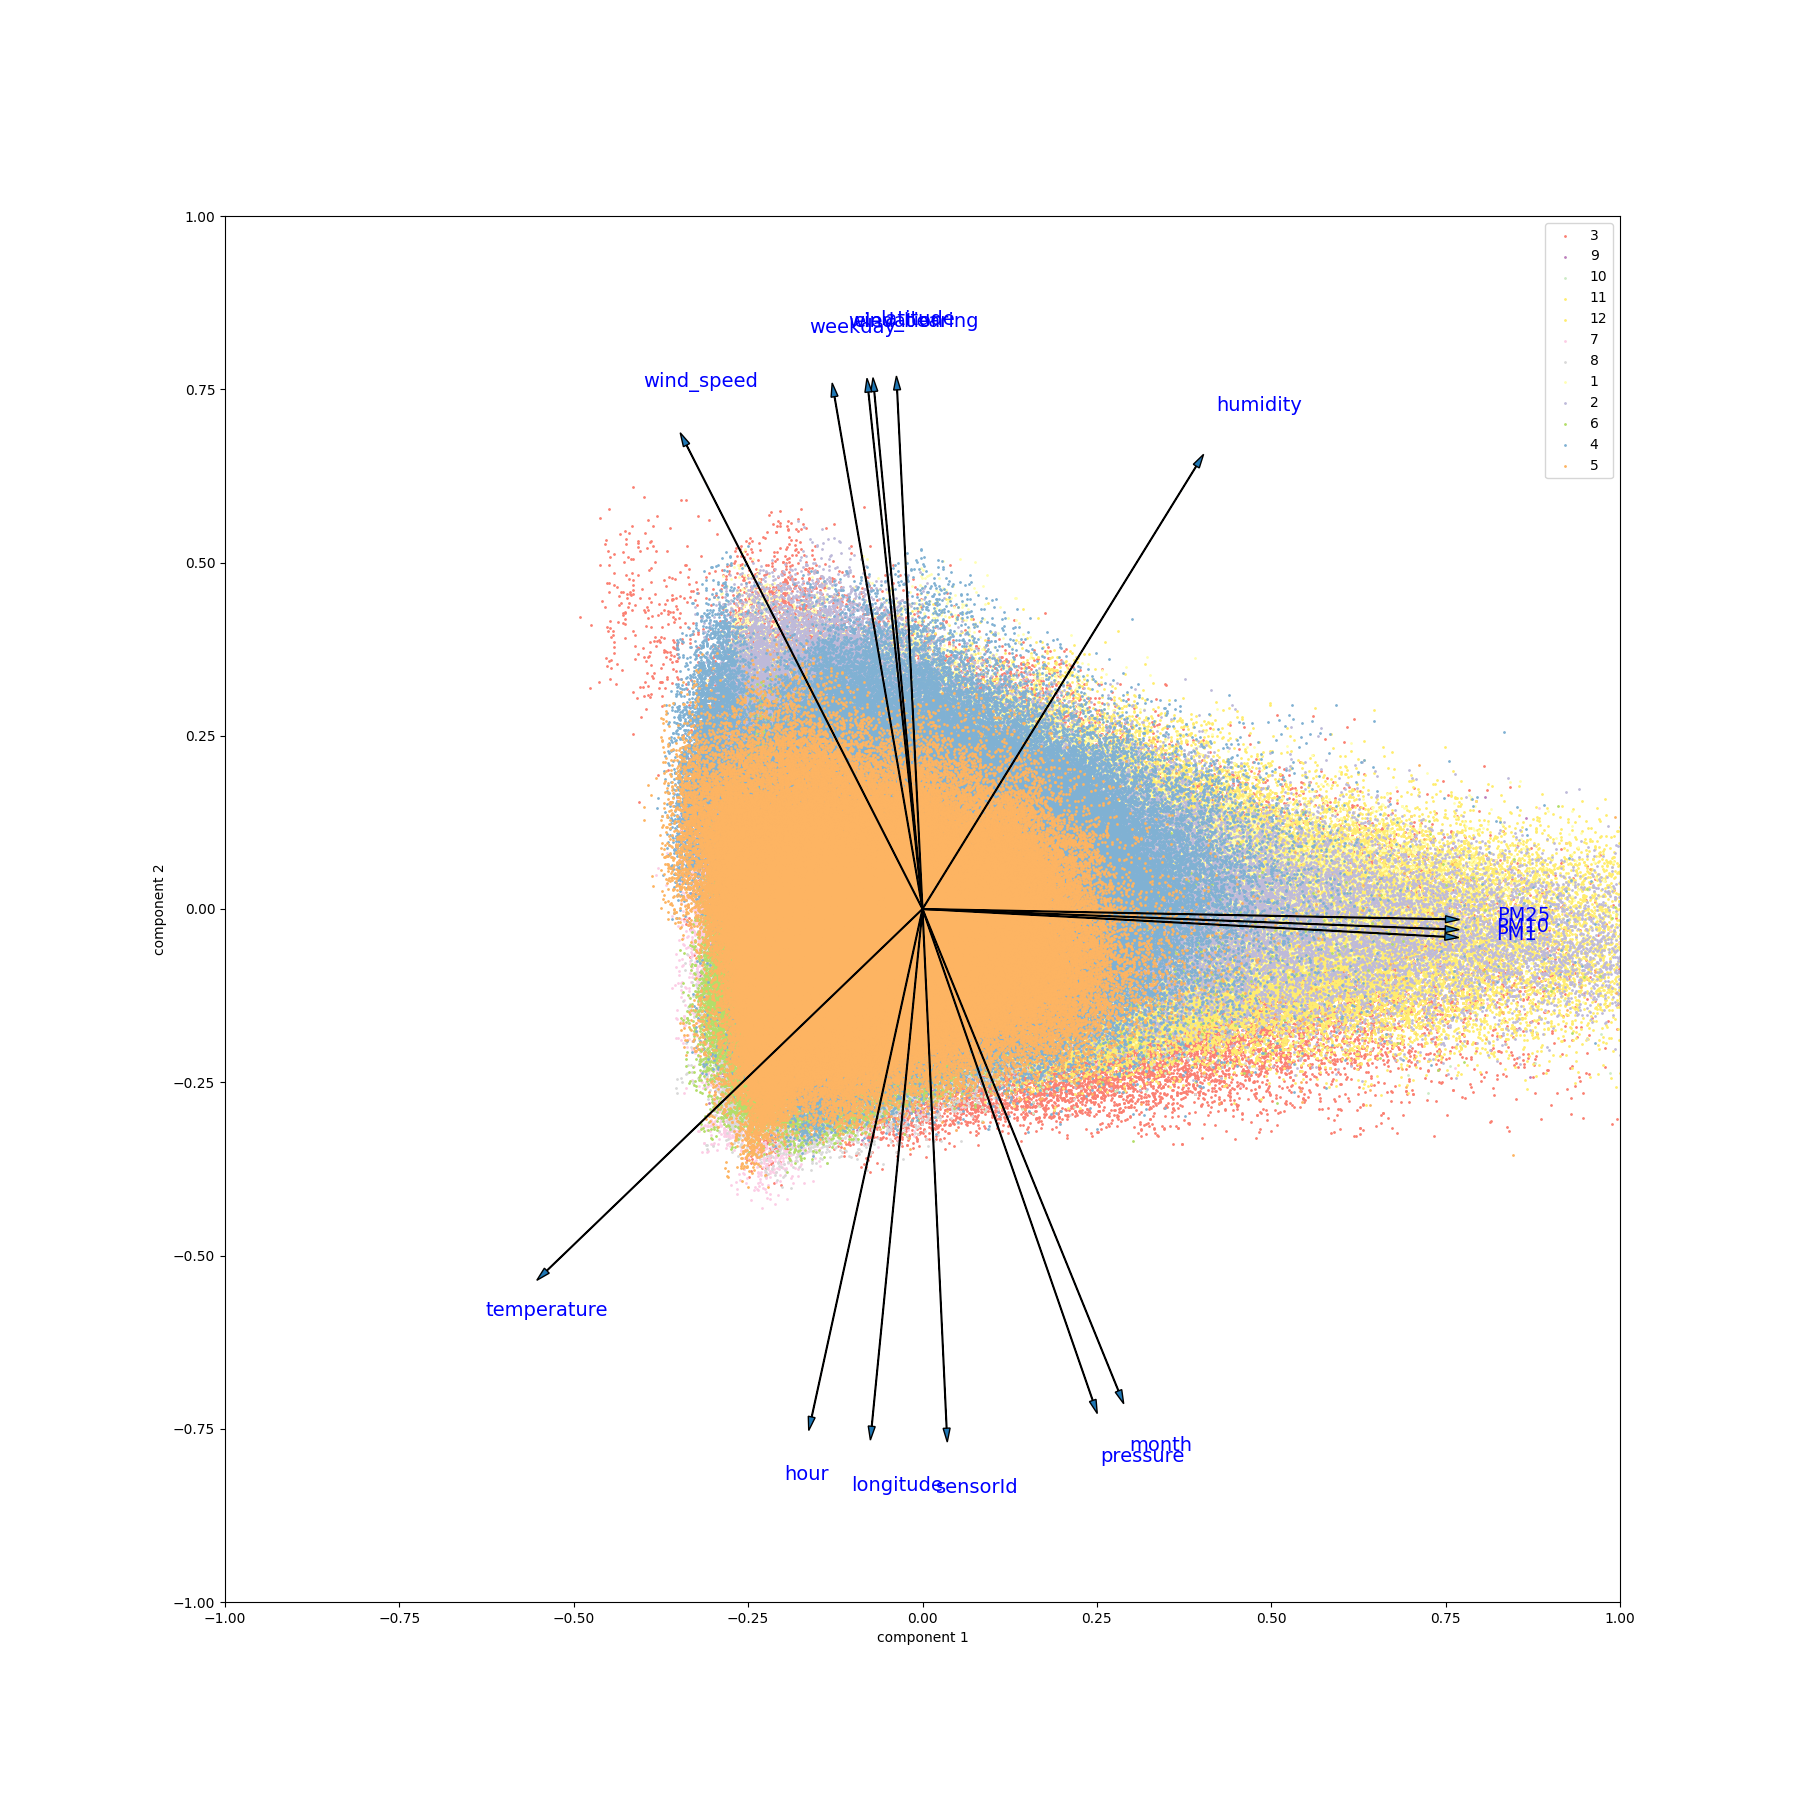 1.00
0.75
0.50
0.25
0.00
−0.25
−0.50
−0.75
−1.00
component 2
3
9
10
11
12
7
8
1
2
6
4
5
weekday
latitude
wind_speed
humidity
PM25
PM10
PM1
temperature
month
pressure
hour
longitude
sensorId
−1.00 −0.75 −0.50 −0.25 0.00 0.25 0.50 0.75 1.00
component 1